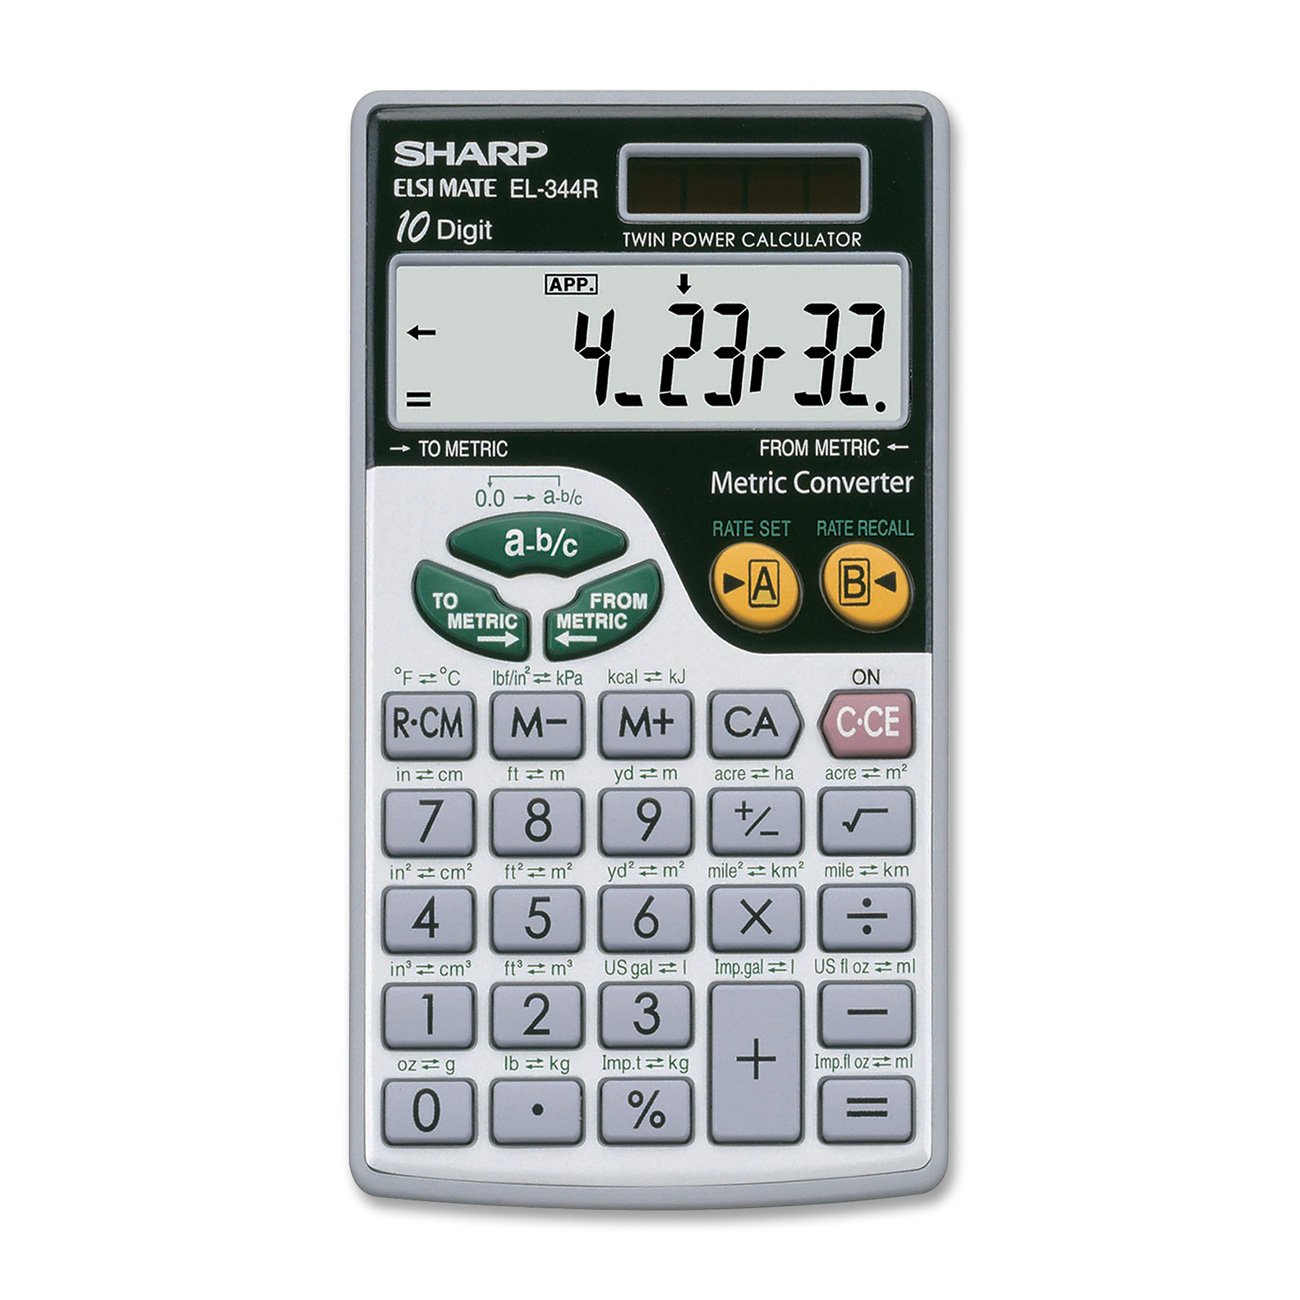 SHARP
ELSI MATE EL-344R
10 Digit
TWIN POWER CALCULATOR
APP. ↓
← 4_23r32.
=
→ TO METRIC FROM METRIC ←
Metric Converter
0.0 → a-b/c
RATE SET RATE RECALL
a-b/c
►A B◄
TO METRIC → FROM METRIC ←
°F ⇄ °C lbf/in² ⇄ kPa kcal ⇄ kJ ON
R·CM M− M+ CA C·CE
in ⇄ cm ft ⇄ m yd ⇄ m acre ⇄ ha acre ⇄ m²
7 8 9 +/− √
in² ⇄ cm² ft² ⇄ m² yd² ⇄ m² mile² ⇄ km² mile ⇄ km
4 5 6 × ÷
in³ ⇄ cm³ ft³ ⇄ m³ US gal ⇄ l Imp.gal ⇄ l US fl oz ⇄ ml
1 2 3 + −
oz ⇄ g lb ⇄ kg Imp.t ⇄ kg Imp.fl oz ⇄ ml
0 · % =